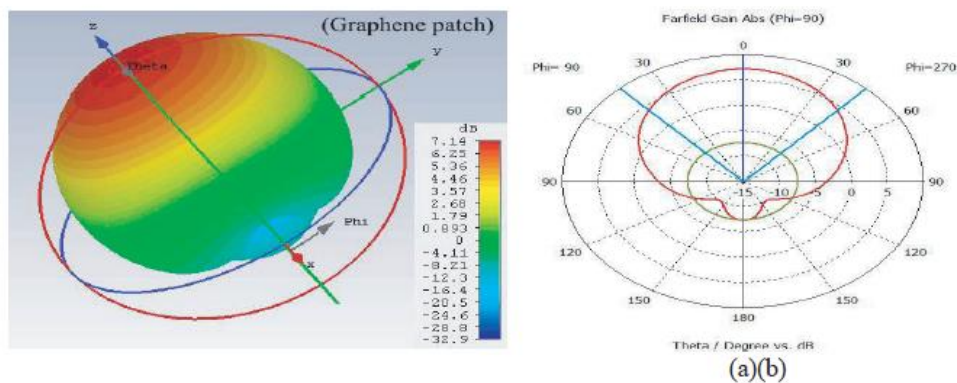 (Graphene patch)
z
Theta
y
dB
7.14
6.25
5.36
4.46
3.57
2.68
1.79
0.893
0
-4.11
-8.21
-12.3
-16.4
-20.5
-24.6
-28.8
-32.9
Phi
x
Farfield Gain Abs (Phi=90)
0
30 30
Phi= 90 Phi=270
60 60
90 -15 -10 -5 0 5 90
120 120
150 150
180
Theta / Degree vs. dB
(a)(b)